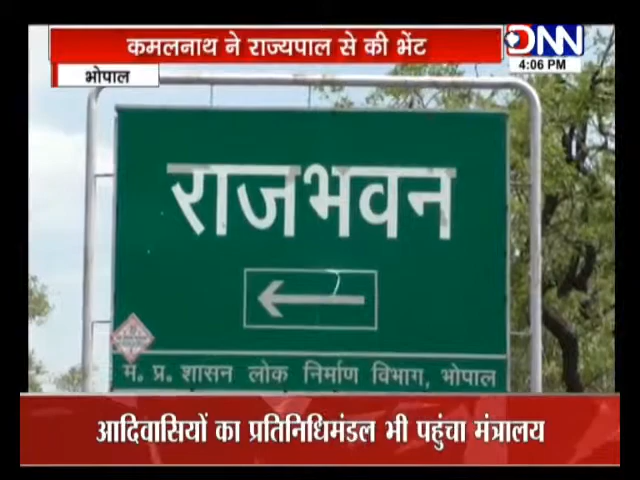 कमलनाथ ने राज्यपाल से की भेंट
DNN
भोपाल
4:06 PM
राजभवन
म. प्र. शासन लोक निर्माण विभाग, भोपाल
आदिवासियों का प्रतिनिधिमंडल भी पहुंचा मंत्रालय